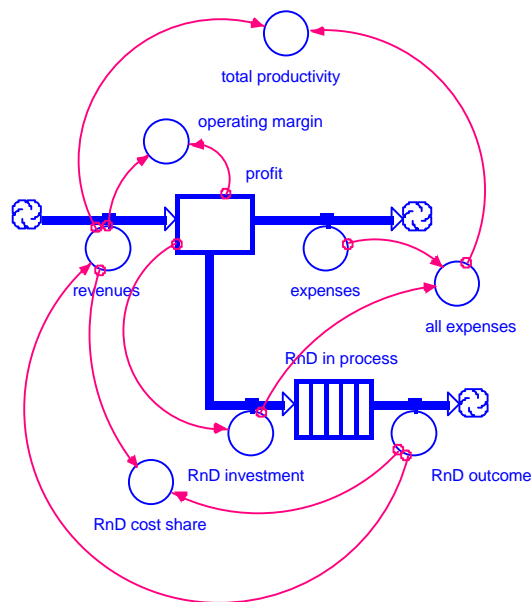 total productivity
operating margin
profit
revenues
expenses
all expenses
RnD in process
RnD investment
RnD outcome
RnD cost share